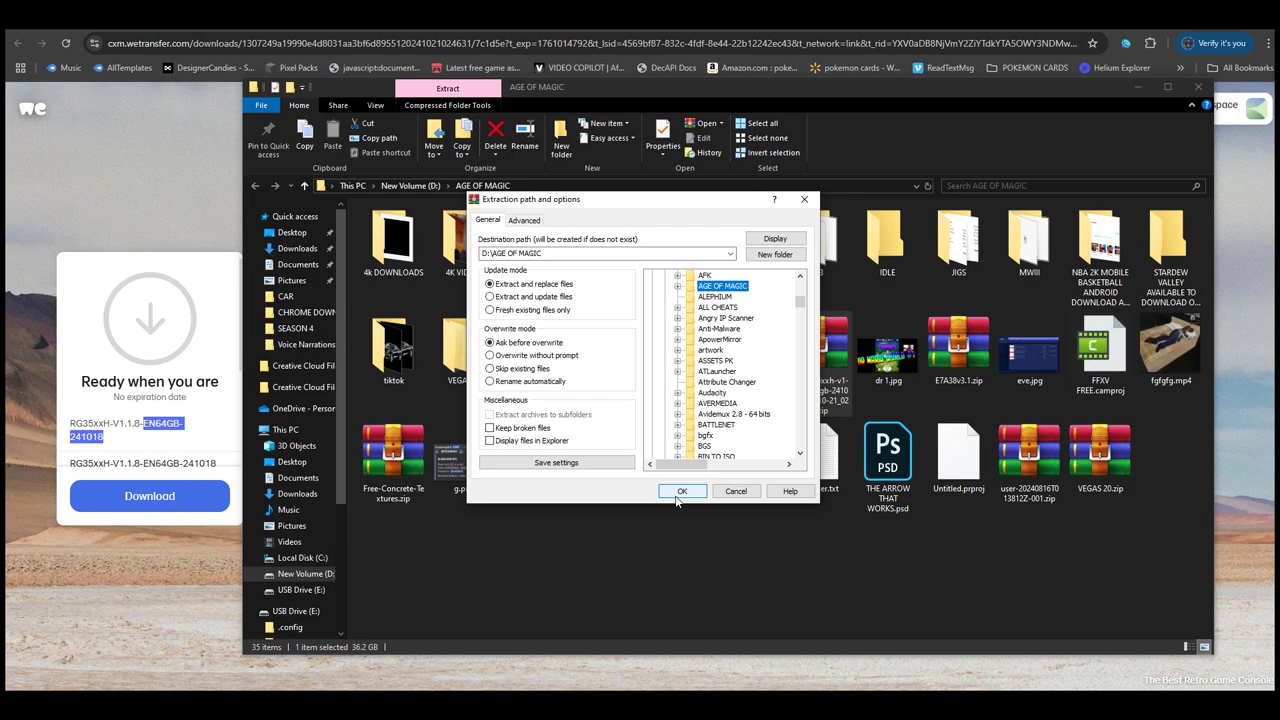 cxm.wetransfer.com/downloads/1307249a19990e4d8031aa3bf6d8955120241021024631/7c1d5e?t_exp=1761014792&t_lsid=4569bf87-832c-4fdf-8e44-22b12242ec43&t_network=link&t_rid=YXV0aDB8NjVmY2ZiYTdkYTA5OWY3NDMw...
Verify it's you
Music
AllTemplates
DesignerCandies - S...
Pixel Packs
javascript:document...
Latest free game as...
VIDEO COPILOT | Af...
DecAPI Docs
Amazon.com : poke...
pokemon cards - W...
ReadTextMsg
POKEMON CARDS
Helium Explorer
All Bookmarks
we
Extract
AGE OF MAGIC
File
Home
Share
View
Compressed Folder Tools
Pin to Quick access
Copy
Paste
Cut
Copy path
Paste shortcut
Clipboard
Move to
Copy to
Delete
Rename
Organize
New folder
New item
Easy access
New
Properties
Open
Edit
History
Open
Select all
Select none
Invert selection
Select
This PC
New Volume (D:)
AGE OF MAGIC
Search AGE OF MAGIC
Quick access
Desktop
Downloads
Documents
Pictures
CAR
CHROME DOWN
SEASON 4
Voice Narrations
Creative Cloud Fil
Creative Cloud File
OneDrive - Person
This PC
3D Objects
Desktop
Documents
Downloads
Music
Pictures
Videos
Local Disk (C:)
New Volume (D:
USB Drive (E:)
USB Drive (E:)
.config
4k DOWNLOADS
4K VID
IDLE
JIGS
MWIII
NBA 2K MOBILE
BASKETBALL
ANDROID
DOWNLOAD AN...
STARDEW
VALLEY
AVAILABLE TO
DOWNLOAD O...
tiktok
VEGA
dr 1.jpg
E7A38v3.1.zip
eve.jpg
FFXV
FREE.camproj
fgfgfg.mp4
Free-Concrete-Te
xtures.zip
g.p
THE ARROW
THAT
WORKS.psd
Untitled.prproj
user-20240816T0
13812Z-001.zip
VEGAS 20.zip
35 items
1 item selected 36.2 GB
Extraction path and options
General
Advanced
Destination path (will be created if does not exist)
D:\AGE OF MAGIC
Display
New folder
Update mode
Extract and replace files
Extract and update files
Fresh existing files only
Overwrite mode
Ask before overwrite
Overwrite without prompt
Skip existing files
Rename automatically
Miscellaneous
Extract archives to subfolders
Keep broken files
Display files in Explorer
Save settings
AFK
AGE OF MAGIC
ALEPHIUM
ALL CHEATS
Angry IP Scanner
Anti-Malware
ApowerMirror
artwork
ASSETS PK
ATLauncher
Attribute Changer
Audacity
AVERMEDIA
Avidemux 2.8 - 64 bits
BATTLENET
bgfx
BGS
BIN TO ISO
OK
Cancel
Help
Ready when you are
No expiration date
RG35xxH-V1.1.8-EN64GB-
241018
RG35xxH-V1.1.8-EN64GB-241018
Download
The Best Retro Game Console